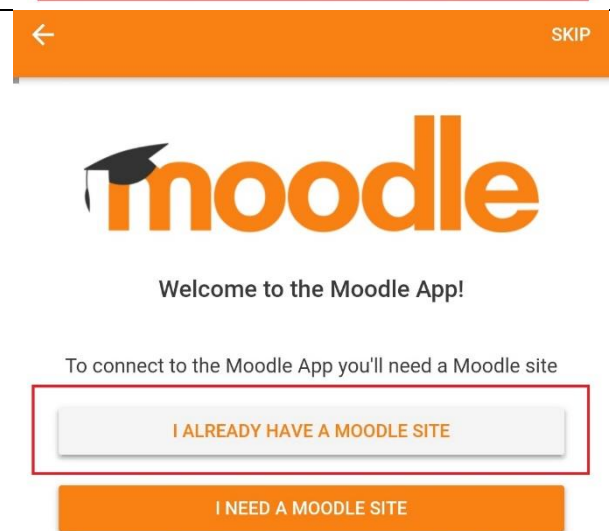 SKIP
moodle
Welcome to the Moodle App!
To connect to the Moodle App you'll need a Moodle site
I ALREADY HAVE A MOODLE SITE
I NEED A MOODLE SITE